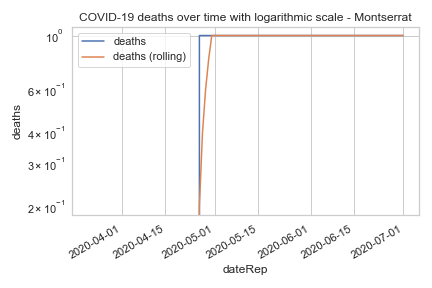 COVID-19 deaths over time with logarithmic scale - Montserrat
deaths
deaths (rolling)
10⁰
6 × 10⁻¹
4 × 10⁻¹
3 × 10⁻¹
2 × 10⁻¹
deaths
2020-04-01
2020-04-15
2020-05-01
2020-05-15
2020-06-01
2020-06-15
2020-07-01
dateRep